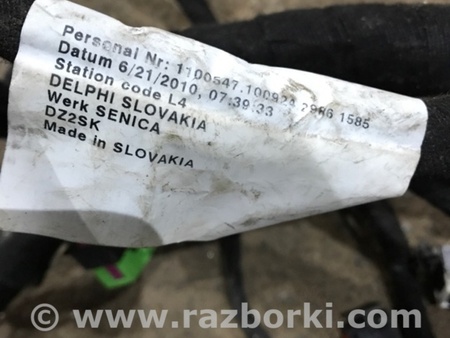 Personal Nr: 1100547.100924 2886 1585
Datum 6/21/2010, 07:39:33
Station code L4
DELPHI SLOVAKIA
Werk SENICA
DZ2SK
Made in SLOVAKIA
© www.razborki.com